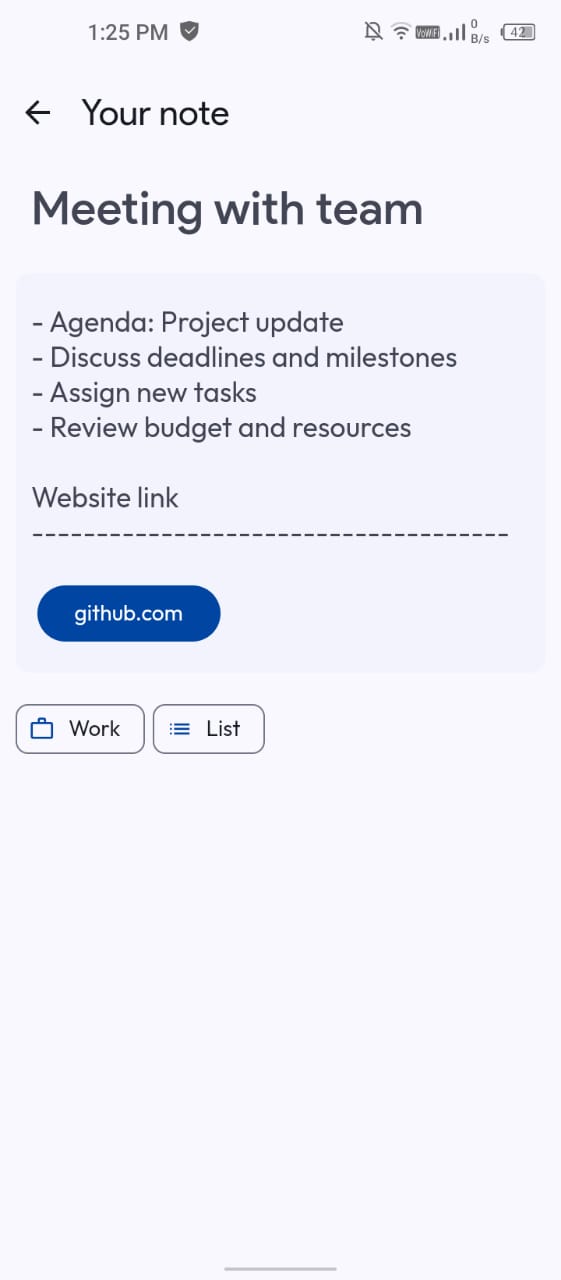 1:25 PM
VoWiFi
0
B/s
42
Your note
Meeting with team
- Agenda: Project update
- Discuss deadlines and milestones
- Assign new tasks
- Review budget and resources
Website link
-------------------------------------
github.com
Work
List